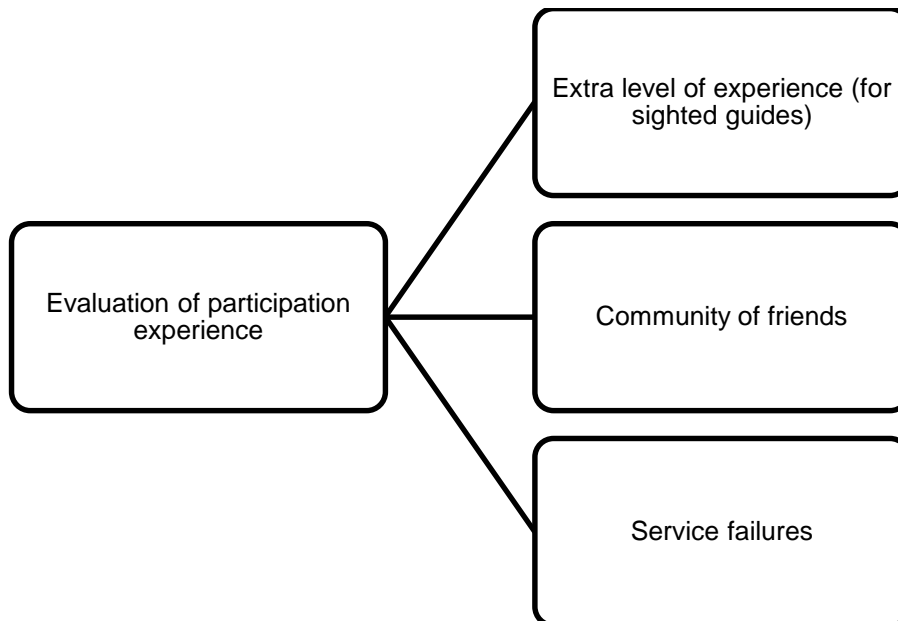 Extra level of experience (for
sighted guides)
Evaluation of participation
experience
Community of friends
Service failures